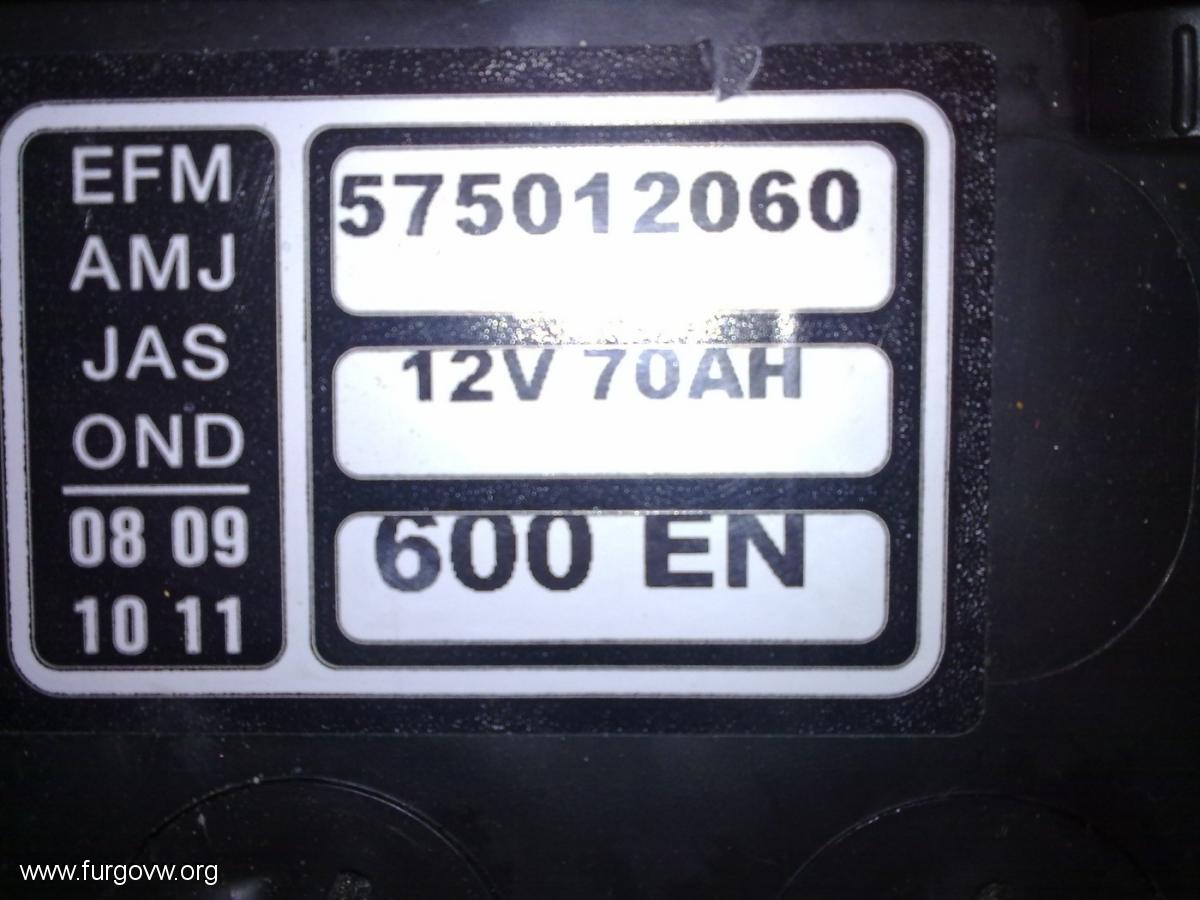 EFM
AMJ
JAS
OND
08 09
10 11
575012060
12V 70AH
600 EN
www.furgovw.org